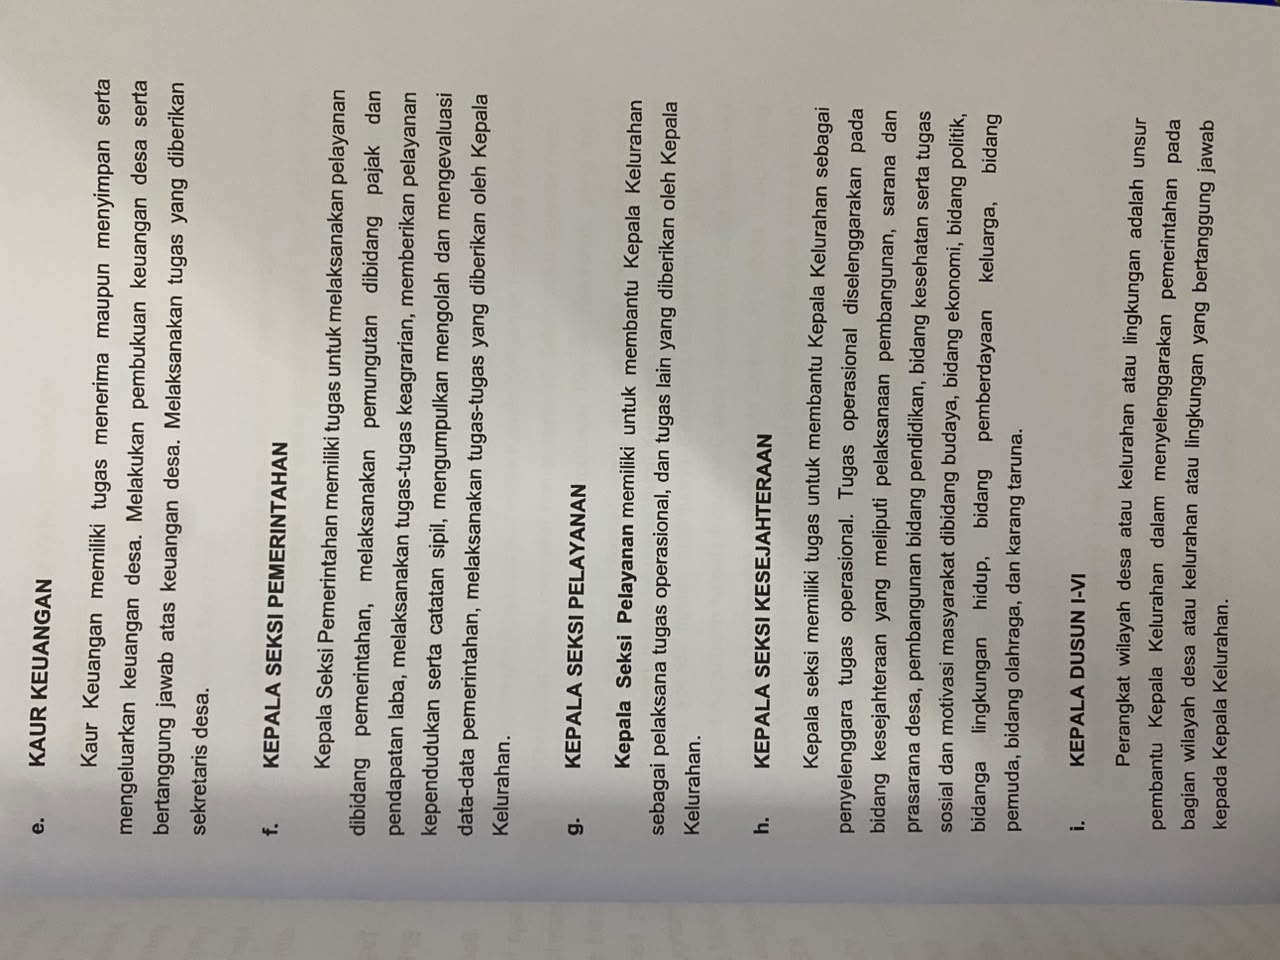 e. KAUR KEUANGAN
Kaur Keuangan memiliki tugas menerima maupun menyimpan serta
mengeluarkan keuangan desa. Melakukan pembukuan keuangan desa serta
bertanggung jawab atas keuangan desa. Melaksanakan tugas yang diberikan
sekretaris desa.
f. KEPALA SEKSI PEMERINTAHAN
Kepala Seksi Pemerintahan memiliki tugas untuk melaksanakan pelayanan
dibidang pemerintahan, melaksanakan pemungutan dibidang pajak dan
pendapatan laba, melaksanakan tugas-tugas keagrarian, memberikan pelayanan
kependudukan serta catatan sipil, mengumpulkan mengolah dan mengevaluasi
data-data pemerintahan, melaksanakan tugas-tugas yang diberikan oleh Kepala
Kelurahan.
g. KEPALA SEKSI PELAYANAN
Kepala Seksi Pelayanan memiliki untuk membantu Kepala Kelurahan
sebagai pelaksana tugas operasional, dan tugas lain yang diberikan oleh Kepala
Kelurahan.
h. KEPALA SEKSI KESEJAHTERAAN
Kepala seksi memiliki tugas untuk membantu Kepala Kelurahan sebagai
penyelenggara tugas operasional. Tugas operasional diselenggarakan pada
bidang kesejahteraan yang meliputi pelaksanaan pembangunan, sarana dan
prasarana desa, pembangunan bidang pendidikan, bidang kesehatan serta tugas
sosial dan motivasi masyarakat dibidang budaya, bidang ekonomi, bidang politik,
bidanga lingkungan hidup, bidang pemberdayaan keluarga, bidang
pemuda, bidang olahraga, dan karang taruna.
i. KEPALA DUSUN I-VI
Perangkat wilayah desa atau kelurahan atau lingkungan adalah unsur
pembantu Kepala Kelurahan dalam menyelenggarakan pemerintahan pada
bagian wilayah desa atau kelurahan atau lingkungan yang bertanggung jawab
kepada Kepala Kelurahan.